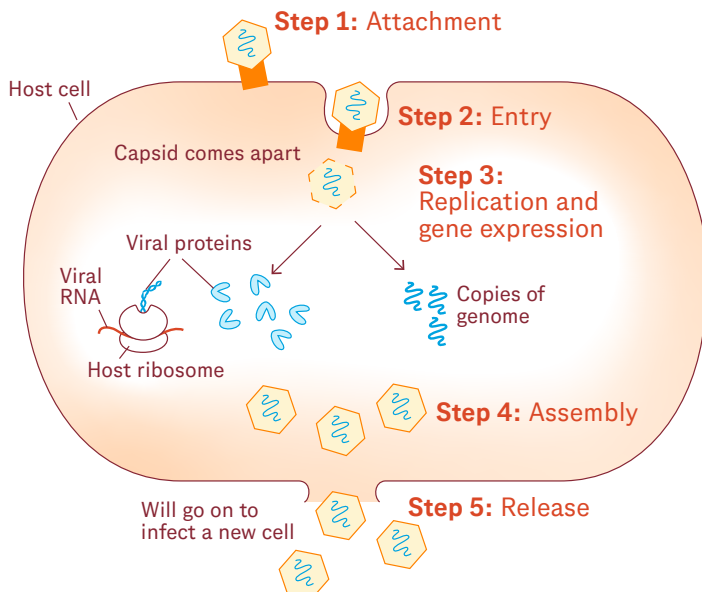 Step 1: Attachment
Host cell
Step 2: Entry
Capsid comes apart
Step 3:
Replication and
gene expression
Viral proteins
Viral
RNA
Copies of
genome
Host ribosome
Step 4: Assembly
Step 5: Release
Will go on to
infect a new cell